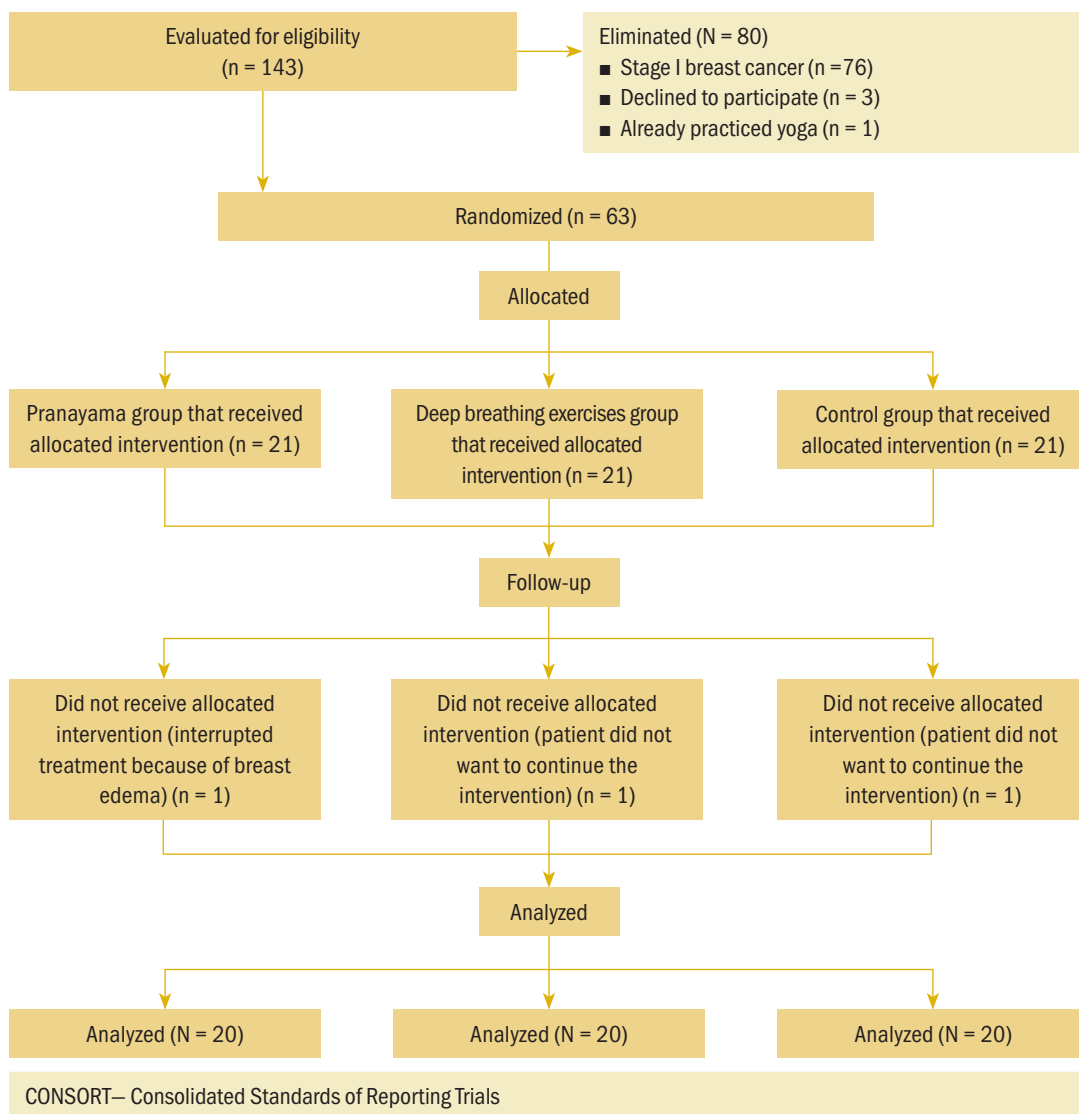 Evaluated for eligibility
(n = 143)
Eliminated (N = 80)
■ Stage I breast cancer (n =76)
■ Declined to participate (n = 3)
■ Already practiced yoga (n = 1)
Randomized (n = 63)
Allocated
Pranayama group that received
allocated intervention (n = 21)
Deep breathing exercises group
that received allocated
intervention (n = 21)
Control group that received
allocated intervention (n = 21)
Follow-up
Did not receive allocated
intervention (interrupted
treatment because of breast
edema) (n = 1)
Did not receive allocated
intervention (patient did not
want to continue the
intervention) (n = 1)
Did not receive allocated
intervention (patient did not
want to continue the
intervention) (n = 1)
Analyzed
Analyzed (N = 20)
Analyzed (N = 20)
Analyzed (N = 20)
CONSORT— Consolidated Standards of Reporting Trials